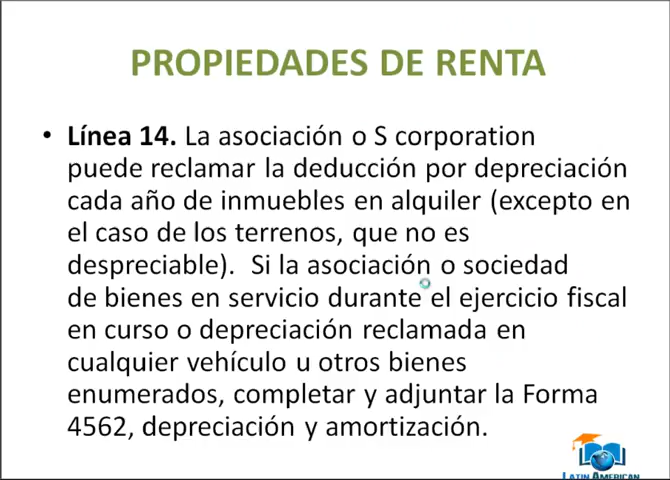 PROPIEDADES DE RENTA
• Línea 14. La asociación o S corporation
puede reclamar la deducción por depreciación
cada año de inmuebles en alquiler (excepto en
el caso de los terrenos, que no es
despreciable). Si la asociación o sociedad
de bienes en servicio durante el ejercicio fiscal
en curso o depreciación reclamada en
cualquier vehículo u otros bienes
enumerados, completar y adjuntar la Forma
4562, depreciación y amortización.
LATIN AMERICAN